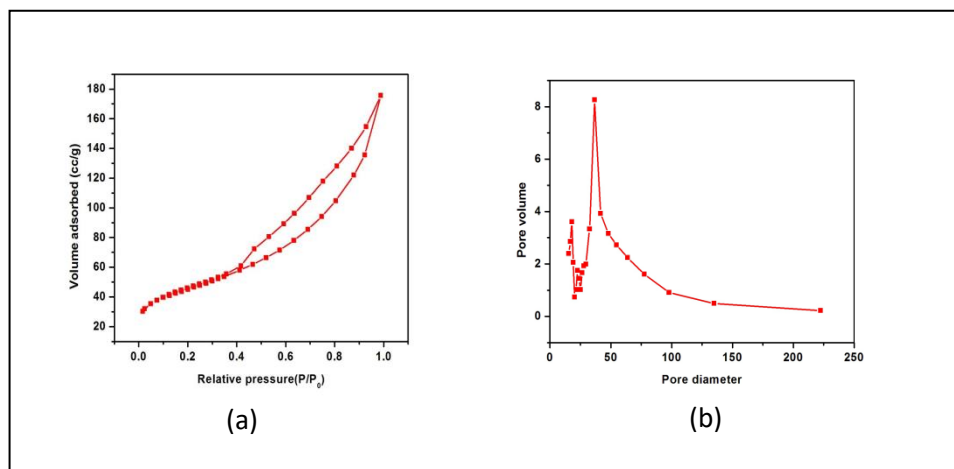 180
160
140
120
100
80
60
40
20
0.0 0.2 0.4 0.6 0.8 1.0
Volume adsorbed (cc/g)
Relative pressure(P/P0)
(a)
8
6
4
2
0
0 50 100 150 200 250
Pore volume
Pore diameter
(b)